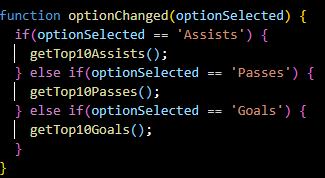 function optionChanged(optionSelected) {
if(optionSelected == 'Assists') {
getTop10Assists();
} else if(optionSelected == 'Passes') {
getTop10Passes();
} else if(optionSelected == 'Goals') {
getTop10Goals();
}
}